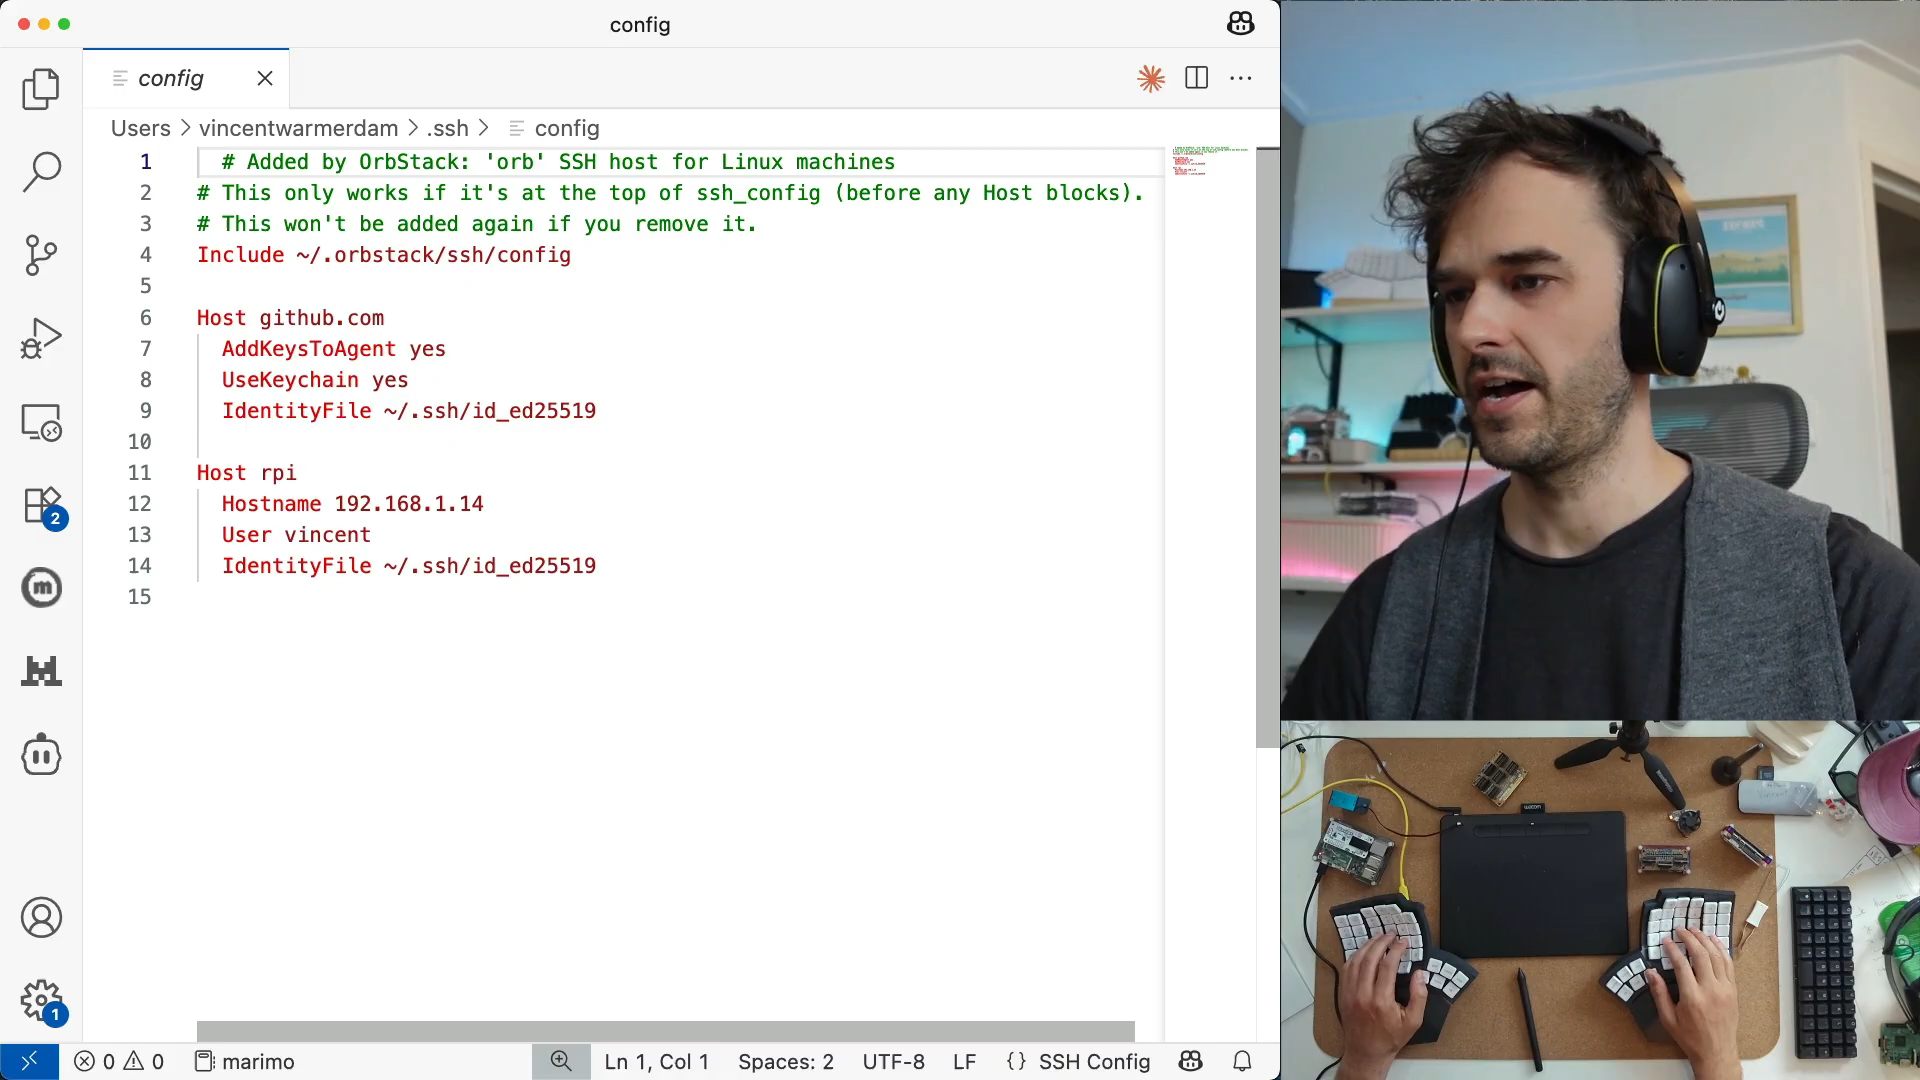 config
config
Users > vincentwarmerdam > .ssh > config
1 # Added by OrbStack: 'orb' SSH host for Linux machines
2 # This only works if it's at the top of ssh_config (before any Host blocks).
3 # This won't be added again if you remove it.
4 Include ~/.orbstack/ssh/config
5
6 Host github.com
7 AddKeysToAgent yes
8 UseKeychain yes
9 IdentityFile ~/.ssh/id_ed25519
10
11 Host rpi
12 Hostname 192.168.1.14
13 User vincent
14 IdentityFile ~/.ssh/id_ed25519
15
2
m
1
0 0 marimo
Ln 1, Col 1 Spaces: 2 UTF-8 LF {} SSH Config
wacom